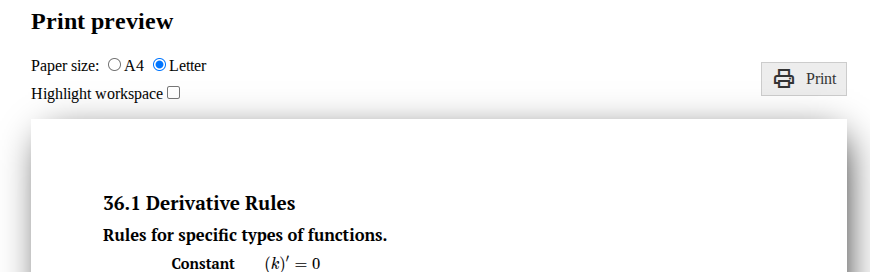 Print preview
Paper size: A4 Letter
Print
Highlight workspace
36.1 Derivative Rules
Rules for specific types of functions.
Constant (k)′ = 0